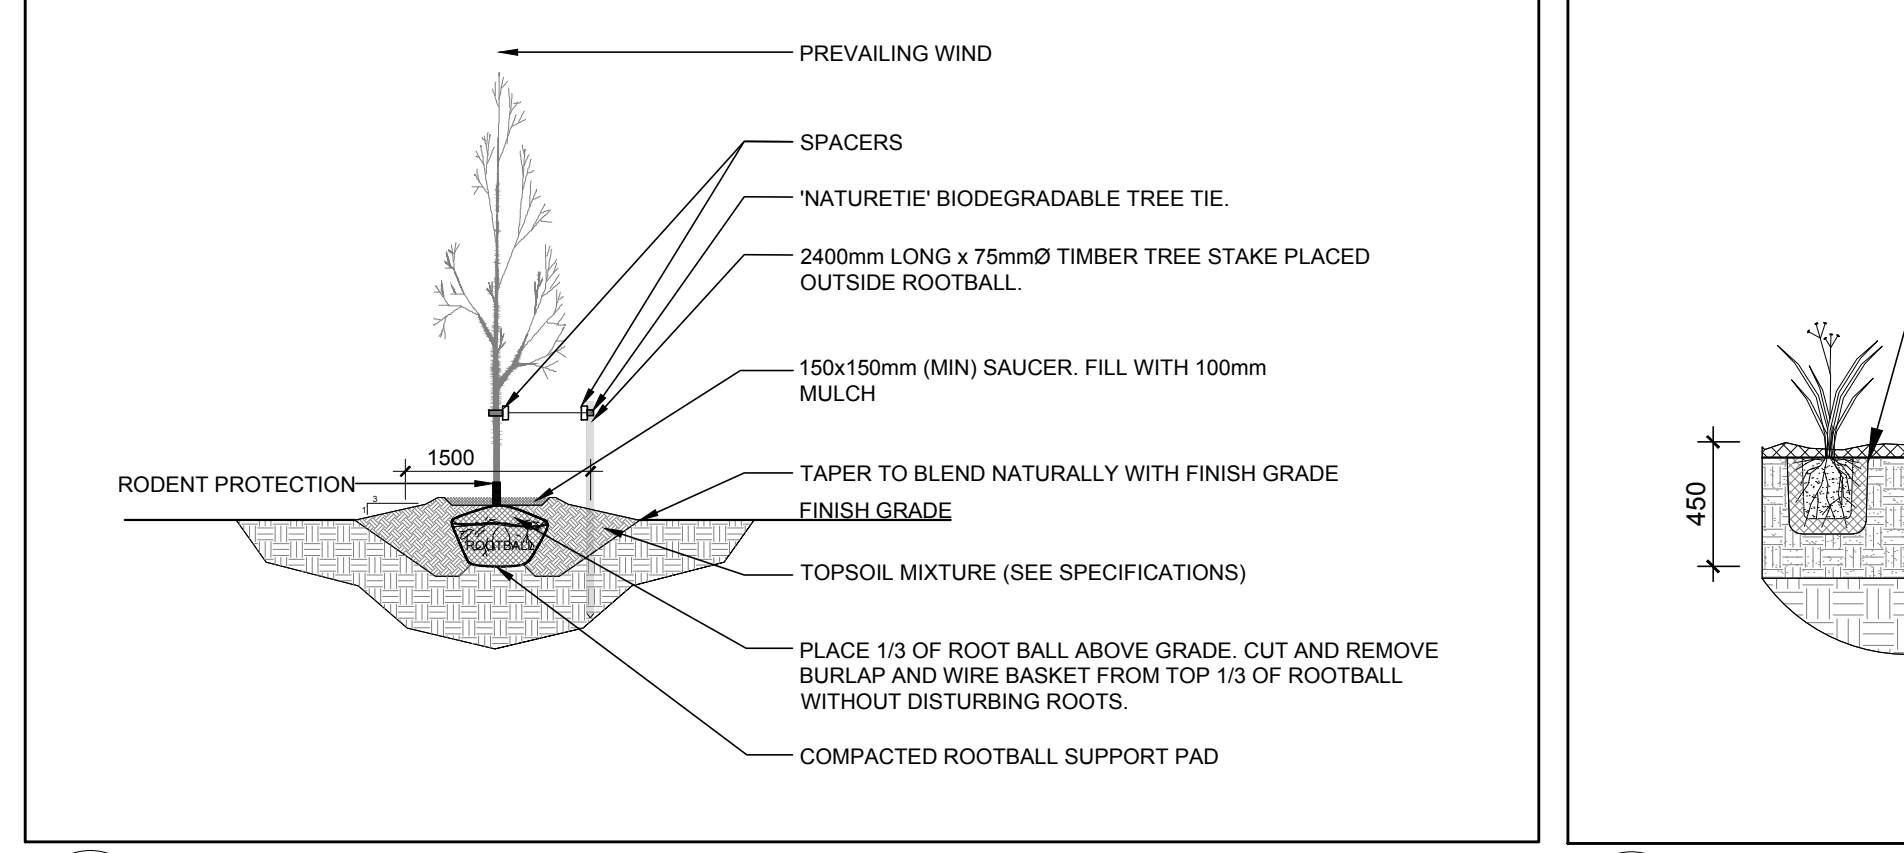 PREVAILING WIND
SPACERS
'NATURETIE' BIODEGRADABLE TREE TIE.
2400mm LONG x 75mmØ TIMBER TREE STAKE PLACED
OUTSIDE ROOTBALL.
150x150mm (MIN) SAUCER. FILL WITH 100mm
MULCH
1500
RODENT PROTECTION
3
1
TAPER TO BLEND NATURALLY WITH FINISH GRADE
FINISH GRADE
ROOTBALL
TOPSOIL MIXTURE (SEE SPECIFICATIONS)
PLACE 1/3 OF ROOT BALL ABOVE GRADE. CUT AND REMOVE
BURLAP AND WIRE BASKET FROM TOP 1/3 OF ROOTBALL
WITHOUT DISTURBING ROOTS.
COMPACTED ROOTBALL SUPPORT PAD
450